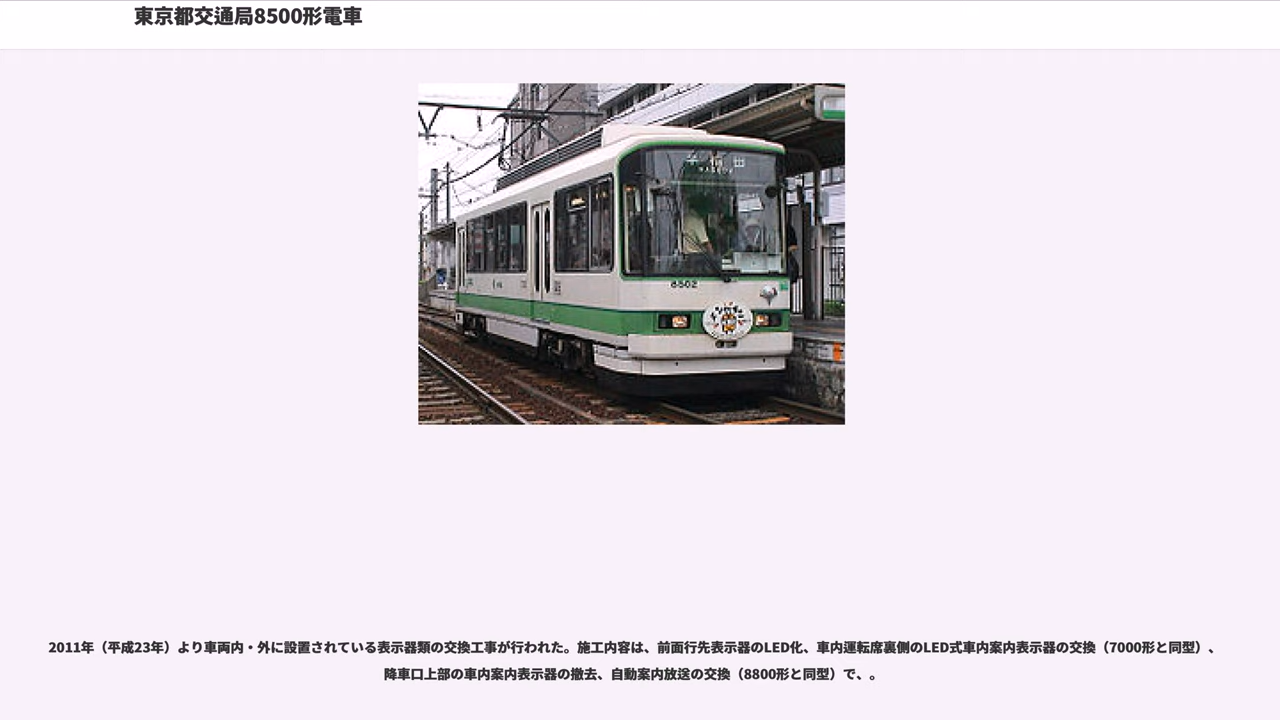 東京都交通局8500形電車
8502
2011年（平成23年）より車両内・外に設置されている表示器類の交換工事が行われた。施工内容は、前面行先表示器のLED化、車内運転席裏側のLED式車内案内表示器の交換（7000形と同型）、
降車口上部の車内案内表示器の撤去、自動案内放送の交換（8800形と同型）で、。